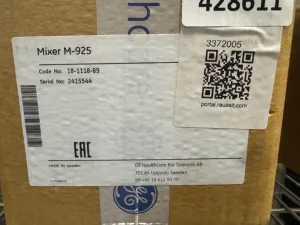 428611
3372005
portal.rauzeit.com
Mixer M-925
Code No: 18-1118-89
Serial No: 2415544
EAC
MADE IN Sweden
GE Healthcare Bio-Sciences AB
751 84 Uppsala Sweden